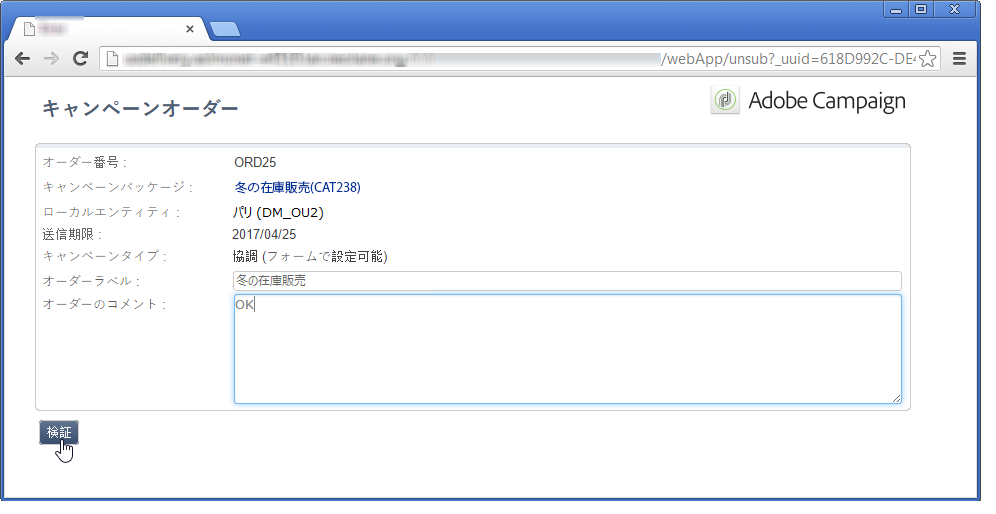 /webApp/unsub?_uuid=618D992C-DE4
キャンペーンオーダー
Adobe Campaign
オーダー番号 : ORD25
キャンペーンパッケージ : 冬の在庫販売(CAT238)
ローカルエンティティ : パリ (DM_OU2)
送信期限 : 2017/04/25
キャンペーンタイプ : 協調 (フォームで設定可能)
オーダーラベル : 冬の在庫販売
オーダーのコメント : OK
検証